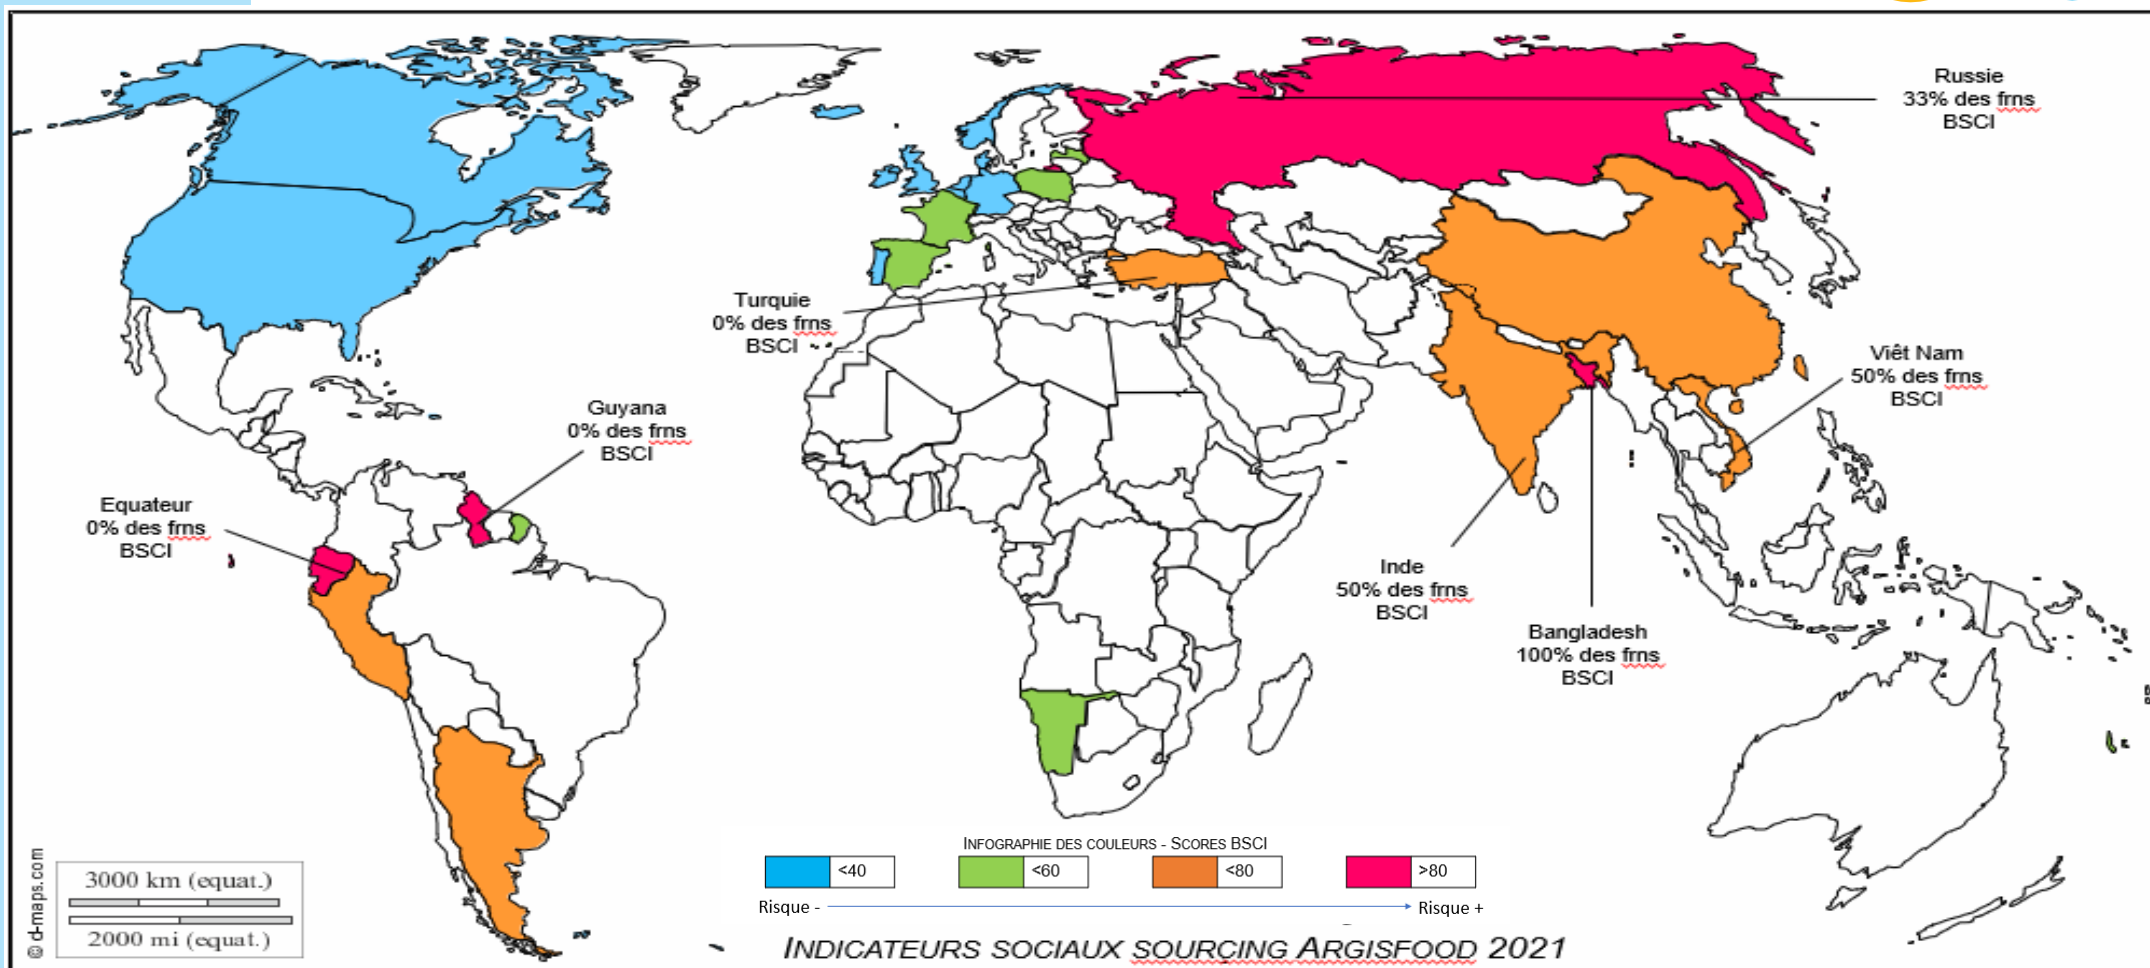 Russie
33% des frns
BSCI
Turquie
0% des frns
BSCI
Viêt Nam
50% des frns
BSCI
Guyana
0% des frns
BSCI
Equateur
0% des frns
BSCI
Inde
50% des frns
BSCI
Bangladesh
100% des frns
BSCI
INFOGRAPHIE DES COULEURS - SCORES BSCI
<40
<60
<80
>80
Risque -
Risque +
3000 km (equat.)
2000 mi (equat.)
© d-maps.com
INDICATEURS SOCIAUX SOURCING ARGISFOOD 2021